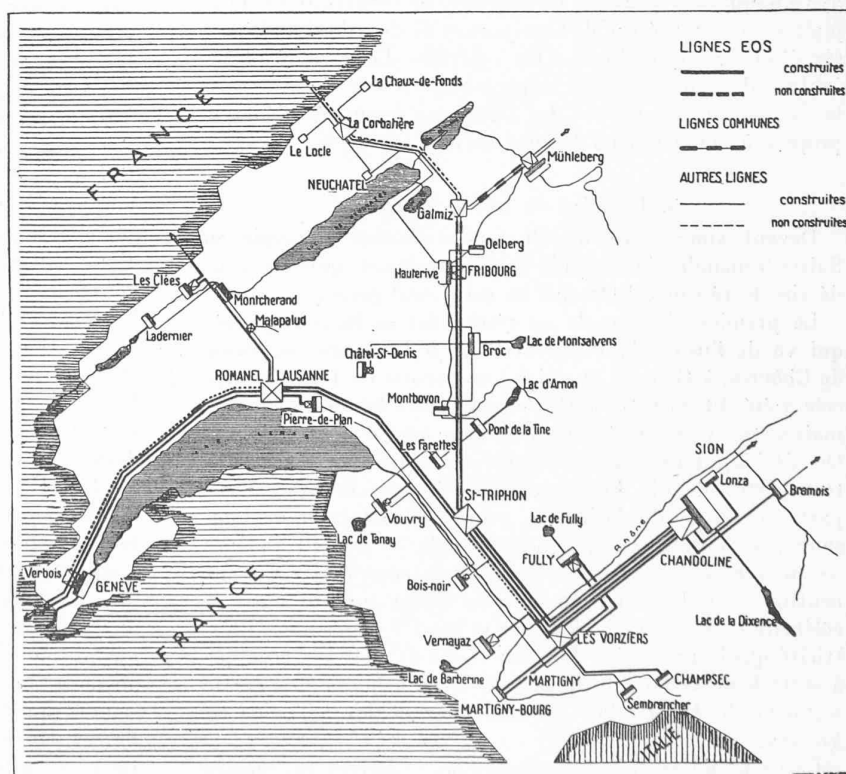 LIGNES EOS
construites
non construites
LIGNES COMMUNES
AUTRES LIGNES
construites
non construites
FRANCE
La Chaux-de-Fonds
La Corbatière
Le Locle
NEUCHATEL
Mühleberg
Galmiz
Oelberg
Hauterive
FRIBOURG
Les Clées
Montcherand
Malapalud
Ladernier
Châtel-St-Denis
Broc
Lac de Montsalvens
ROMANEL
LAUSANNE
Pierre-de-Plan
Montbovon
Lac d'Arnon
Pont de la Tine
Les Farettes
SION
Lonza
Bramois
St-TRIPHON
Vouvry
Lac de Tanay
Lac de Fully
FULLY
Rhône
CHANDOLINE
Verbois
GENÈVE
Bois-noir
Lac de la Dixence
FRANCE
Vernayaz
LES VORZIERS
Lac de Barberine
MARTIGNY
CHAMPSEC
MARTIGNY-BOURG
Sembrancher
ITALIE